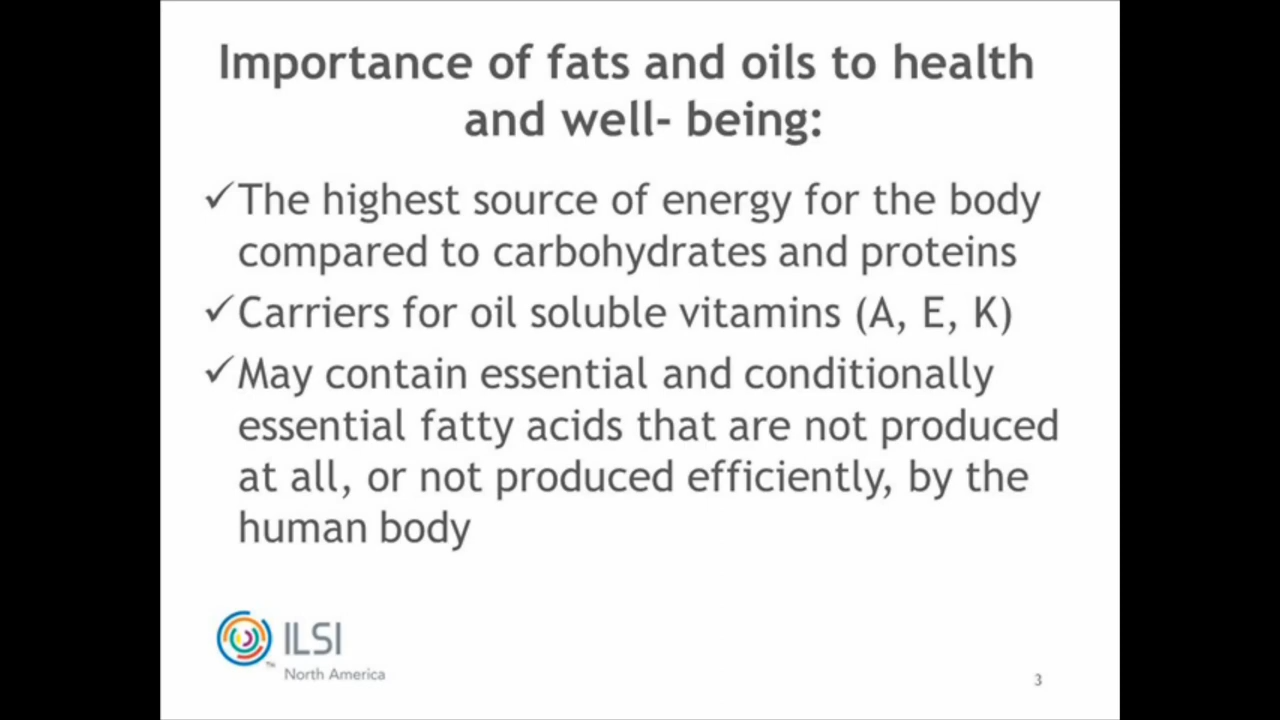 Importance of fats and oils to health
and well- being:
✓The highest source of energy for the body
compared to carbohydrates and proteins
✓Carriers for oil soluble vitamins (A, E, K)
✓May contain essential and conditionally
essential fatty acids that are not produced
at all, or not produced efficiently, by the
human body
ILSI
TM
North America
3